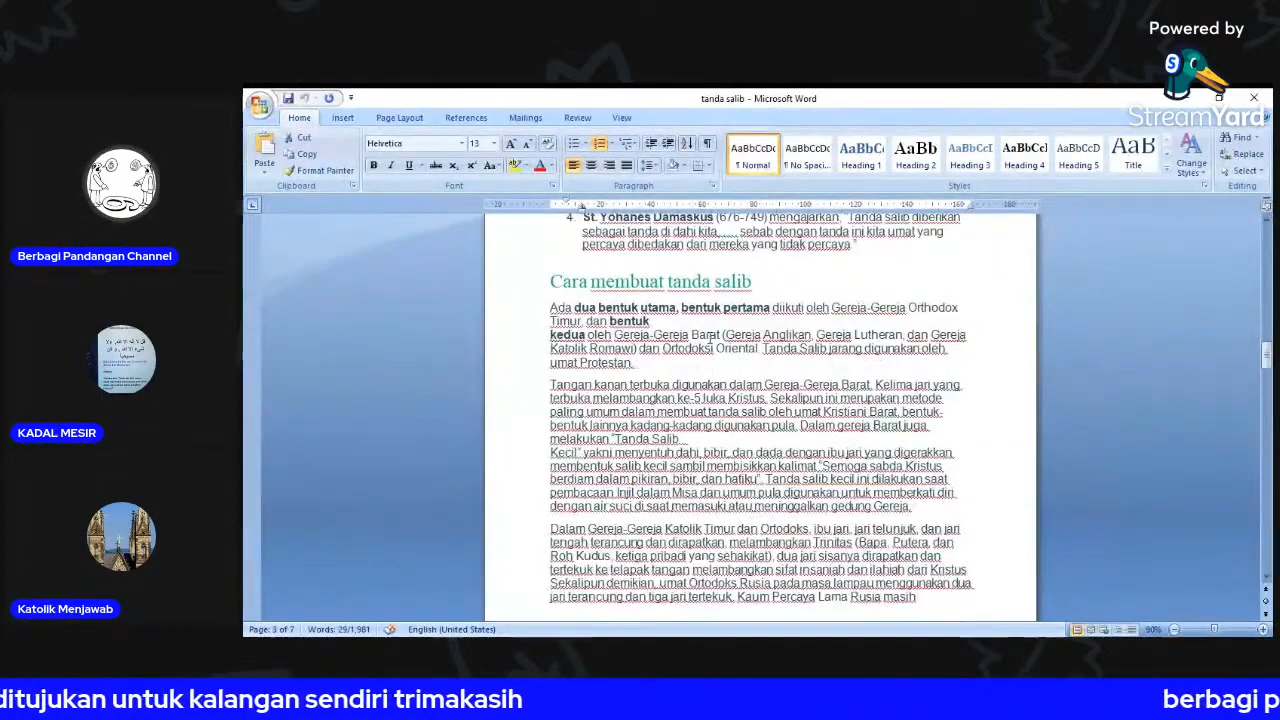 Powered by
StreamYard
tanda salib - Microsoft Word
Home Insert Page Layout References Mailings Review View
Paste
Cut
Copy
Format Painter
Clipboard
Helvetica 13
Font
Paragraph
AaBbCcDc AaBbCcDc AaBbC AaBb AaBbCcI AaBbCcI AaBbCcD AaB
¶ Normal ¶ No Spaci... Heading 1 Heading 2 Heading 3 Heading 4 Heading 5 Title
Change Styles
Styles
Find
Replace
Select
Editing
4. St. Yohanes Damaskus (676-749) mengajarkan, "Tanda salib diberikan
sebagai tanda di dahi kita,..... sebab dengan tanda ini kita umat yang
percaya dibedakan dari mereka yang tidak percaya."
Cara membuat tanda salib
Ada dua bentuk utama, bentuk pertama diikuti oleh Gereja-Gereja Orthodox
Timur, dan bentuk
kedua oleh Gereja-Gereja Barat (Gereja Anglikan, Gereja Lutheran, dan Gereja
Katolik Romawi) dan Ortodoksi Oriental. Tanda Salib jarang digunakan oleh
umat Protestan.
Tangan kanan terbuka digunakan dalam Gereja-Gereja Barat. Kelima jari yang
terbuka melambangkan ke-5 luka Kristus. Sekalipun ini merupakan metode
paling umum dalam membuat tanda salib oleh umat Kristiani Barat, bentuk-
bentuk lainnya kadang-kadang digunakan pula. Dalam gereja Barat juga,
melakukan "Tanda Salib
Kecil" yakni menyentuh dahi, bibir, dan dada dengan ibu jari yang digerakkan
membentuk salib kecil sambil membisikkan kalimat "Semoga sabda Kristus
berdiam dalam pikiran, bibir, dan hatiku". Tanda salib kecil ini dilakukan saat
pembacaan Injil dalam Misa dan umum pula digunakan untuk memberkati diri
dengan air suci di saat memasuki atau meninggalkan gedung Gereja.
Dalam Gereja-Gereja Katolik Timur dan Ortodoks, ibu jari, jari telunjuk, dan jari
tengah terancung dan dirapatkan, melambangkan Trinitas (Bapa, Putera, dan
Roh Kudus, ketiga pribadi yang sehakikat), dua jari sisanya dirapatkan dan
tertekuk ke telapak tangan melambangkan sifat insaniah dan ilahiah dari Kristus.
Sekalipun demikian, umat Ortodoks Rusia pada masa lampau menggunakan dua
jari terancung dan tiga jari tertekuk. Kaum Percaya Lama Rusia masih
Page: 3 of 7 Words: 29/1,981 English (United States) 90%
Berbagi Pandangan Channel
KADAL MESIR
Katolik Menjawab
ditujukan untuk kalangan sendiri trimakasih
berbagi p